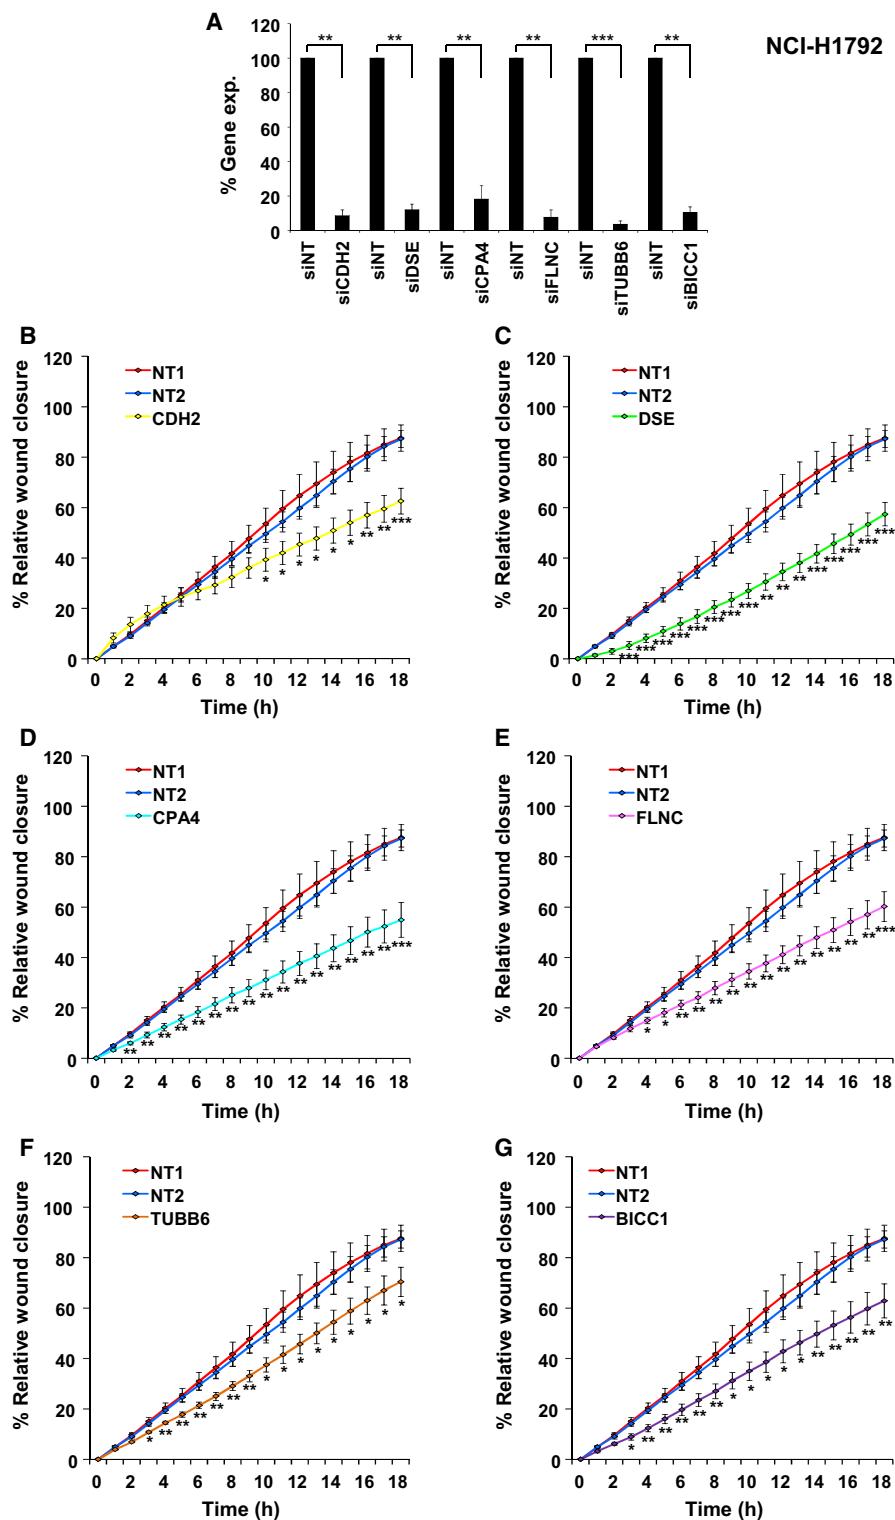 A
NCI-H1792
** ** ** ** *** **
% Gene exp.
120
100
80
60
40
20
0
siNT siCDH2 siNT siDSE siNT siCPA4 siNT siFLNC siNT siTUBB6 siNT siBICC1
B
% Relative wound closure
120
100
80
60
40
20
0
NT1
NT2
CDH2
* * * * * * ** ** ***
0 2 4 6 8 10 12 14 16 18
Time (h)
C
% Relative wound closure
120
100
80
60
40
20
0
NT1
NT2
DSE
*** *** *** *** *** *** *** *** ** ** ** *** *** *** *** ***
0 2 4 6 8 10 12 14 16 18
Time (h)
D
% Relative wound closure
120
100
80
60
40
20
0
NT1
NT2
CPA4
** ** ** ** ** ** ** ** ** ** ** ** ** ** ** ** ***
0 2 4 6 8 10 12 14 16 18
Time (h)
E
% Relative wound closure
120
100
80
60
40
20
0
NT1
NT2
FLNC
* * ** ** ** ** ** ** ** ** ** ** ** ** ***
0 2 4 6 8 10 12 14 16 18
Time (h)
F
% Relative wound closure
120
100
80
60
40
20
0
NT1
NT2
TUBB6
* ** ** ** ** ** ** * * * * * * * * *
0 2 4 6 8 10 12 14 16 18
Time (h)
G
% Relative wound closure
120
100
80
60
40
20
0
NT1
NT2
BICC1
* ** ** ** ** ** * * * * * ** ** ** ** **
0 2 4 6 8 10 12 14 16 18
Time (h)